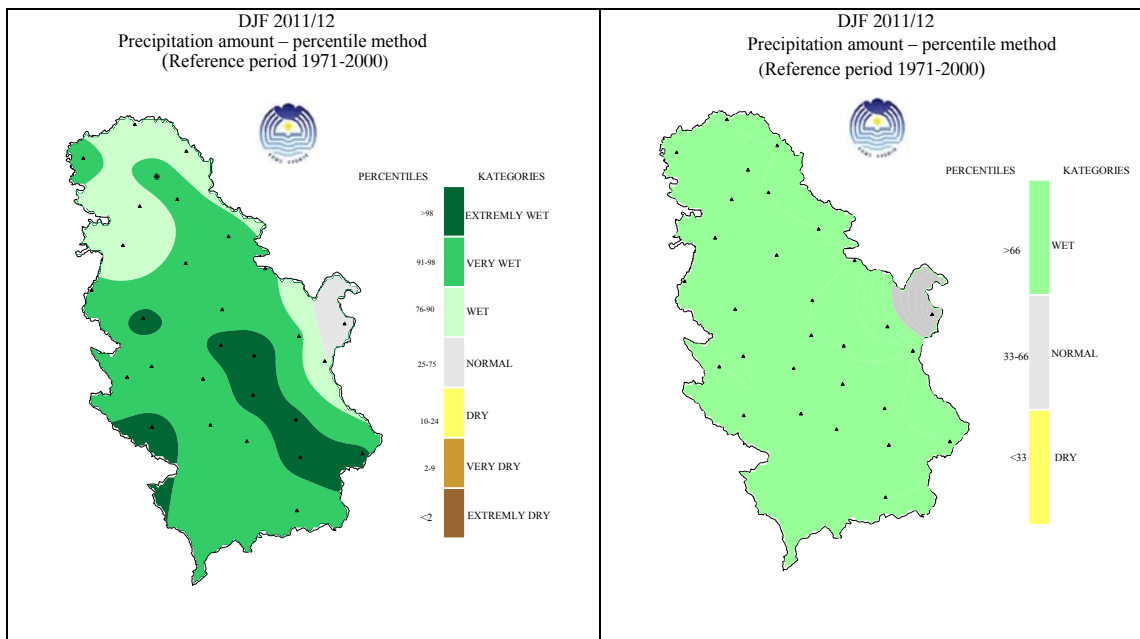 DJF 2011/12
Precipitation amount – percentile method
(Reference period 1971-2000)
PERCENTILES KATEGORIES
>98 EXTREMLY WET
91-98 VERY WET
76-90 WET
25-75 NORMAL
10-24 DRY
2-9 VERY DRY
<2 EXTREMLY DRY
DJF 2011/12
Precipitation amount – percentile method
(Reference period 1971-2000)
PERCENTILES KATEGORIES
>66 WET
33-66 NORMAL
<33 DRY